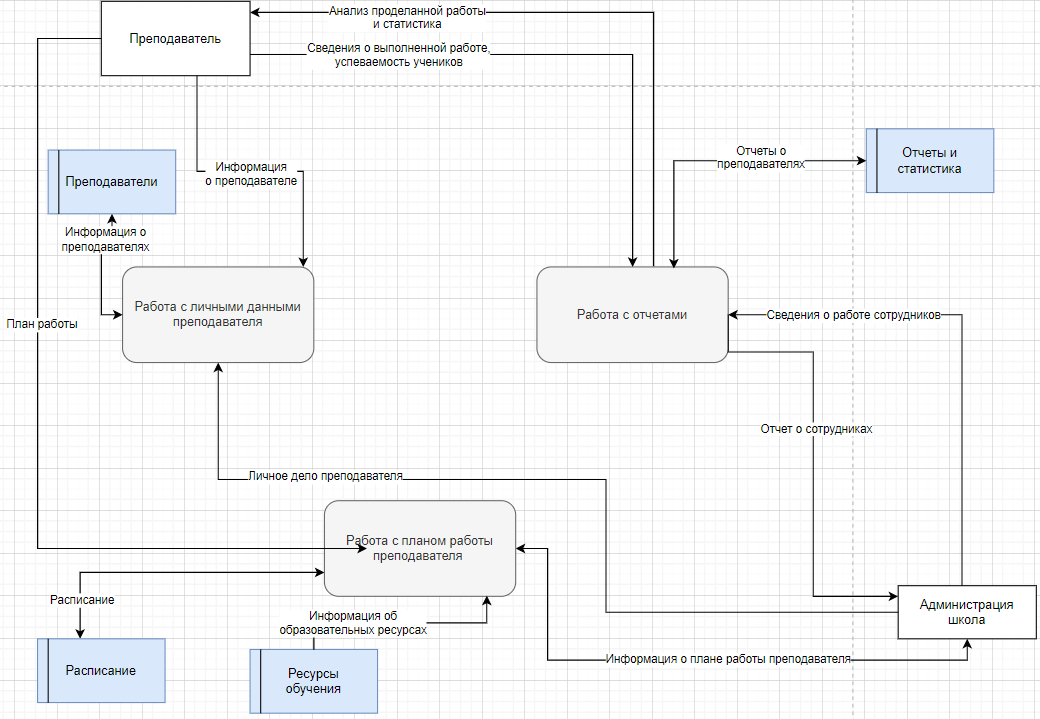 Анализ проделанной работы
и статистика
Преподаватель
Сведения о выполненной работе,
успеваемость учеников
Отчеты о
преподавателях
Отчеты и
статистика
Информация
о преподавателе
Преподаватели
Информация о
преподавателях
Работа с личными данными
преподавателя
Работа с отчетами
Сведения о работе сотрудников
План работы
Отчет о сотрудниках
Личное дело преподавателя
Работа с планом работы
преподавателя
Расписание
Информация об
образовательных ресурсах
Администрация
школа
Информация о плане работы преподавателя
Расписание
Ресурсы
обучения